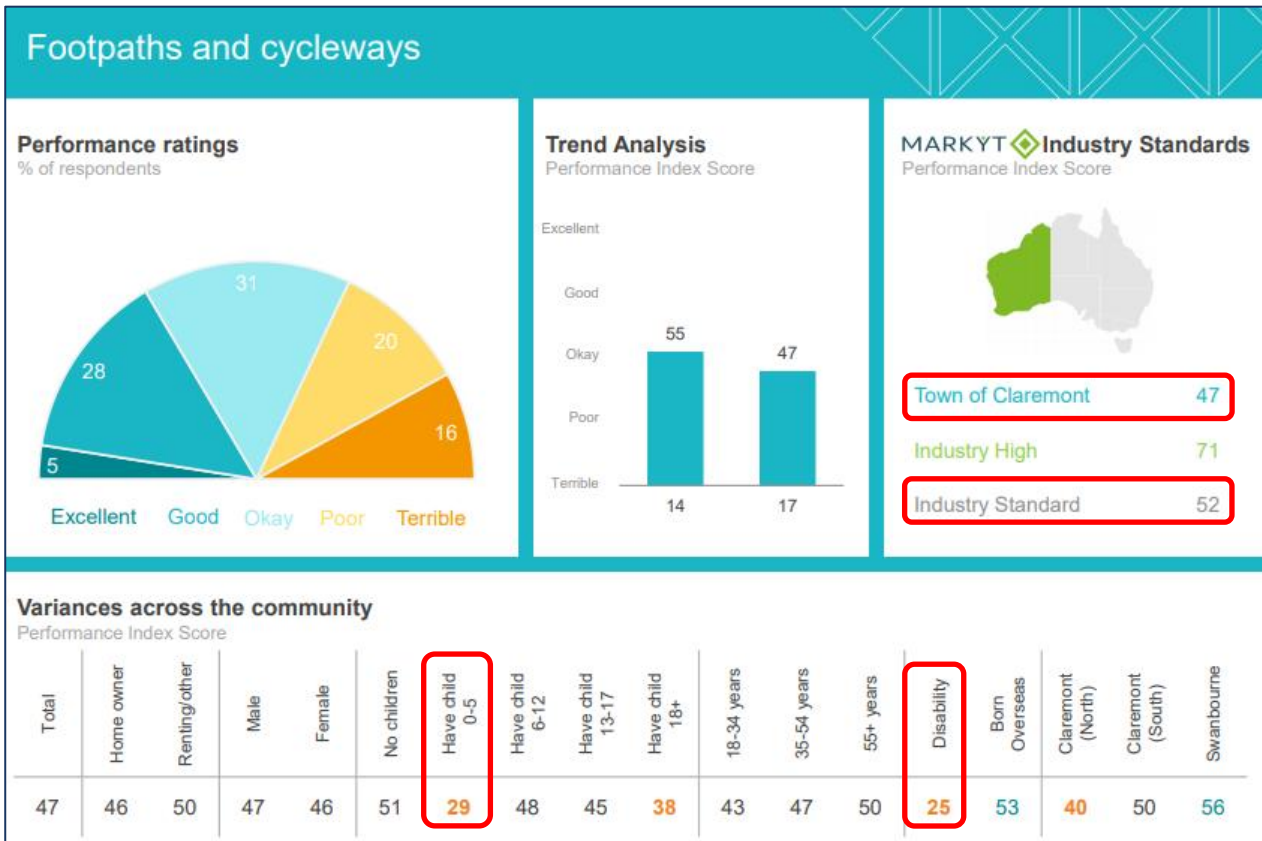 Footpaths and cycleways
Performance ratings
% of respondents
31
28
20
16
5
Excellent Good Okay Poor Terrible
Trend Analysis
Performance Index Score
Excellent
Good
Okay
Poor
Terrible
55
47
14
17
MARKYT Industry Standards
Performance Index Score
Town of Claremont 47
Industry High 71
Industry Standard 52
Variances across the community
Performance Index Score
Total
Home owner
Renting/other
Male
Female
No children
Have child
0-5
Have child
6-12
Have child
13-17
Have child
18+
18-34 years
35-54 years
55+ years
Disability
Born
Overseas
Claremont
(North)
Claremont
(South)
Swanbourne
47 46 50 47 46 51 29 48 45 38 43 47 50 25 53 40 50 56